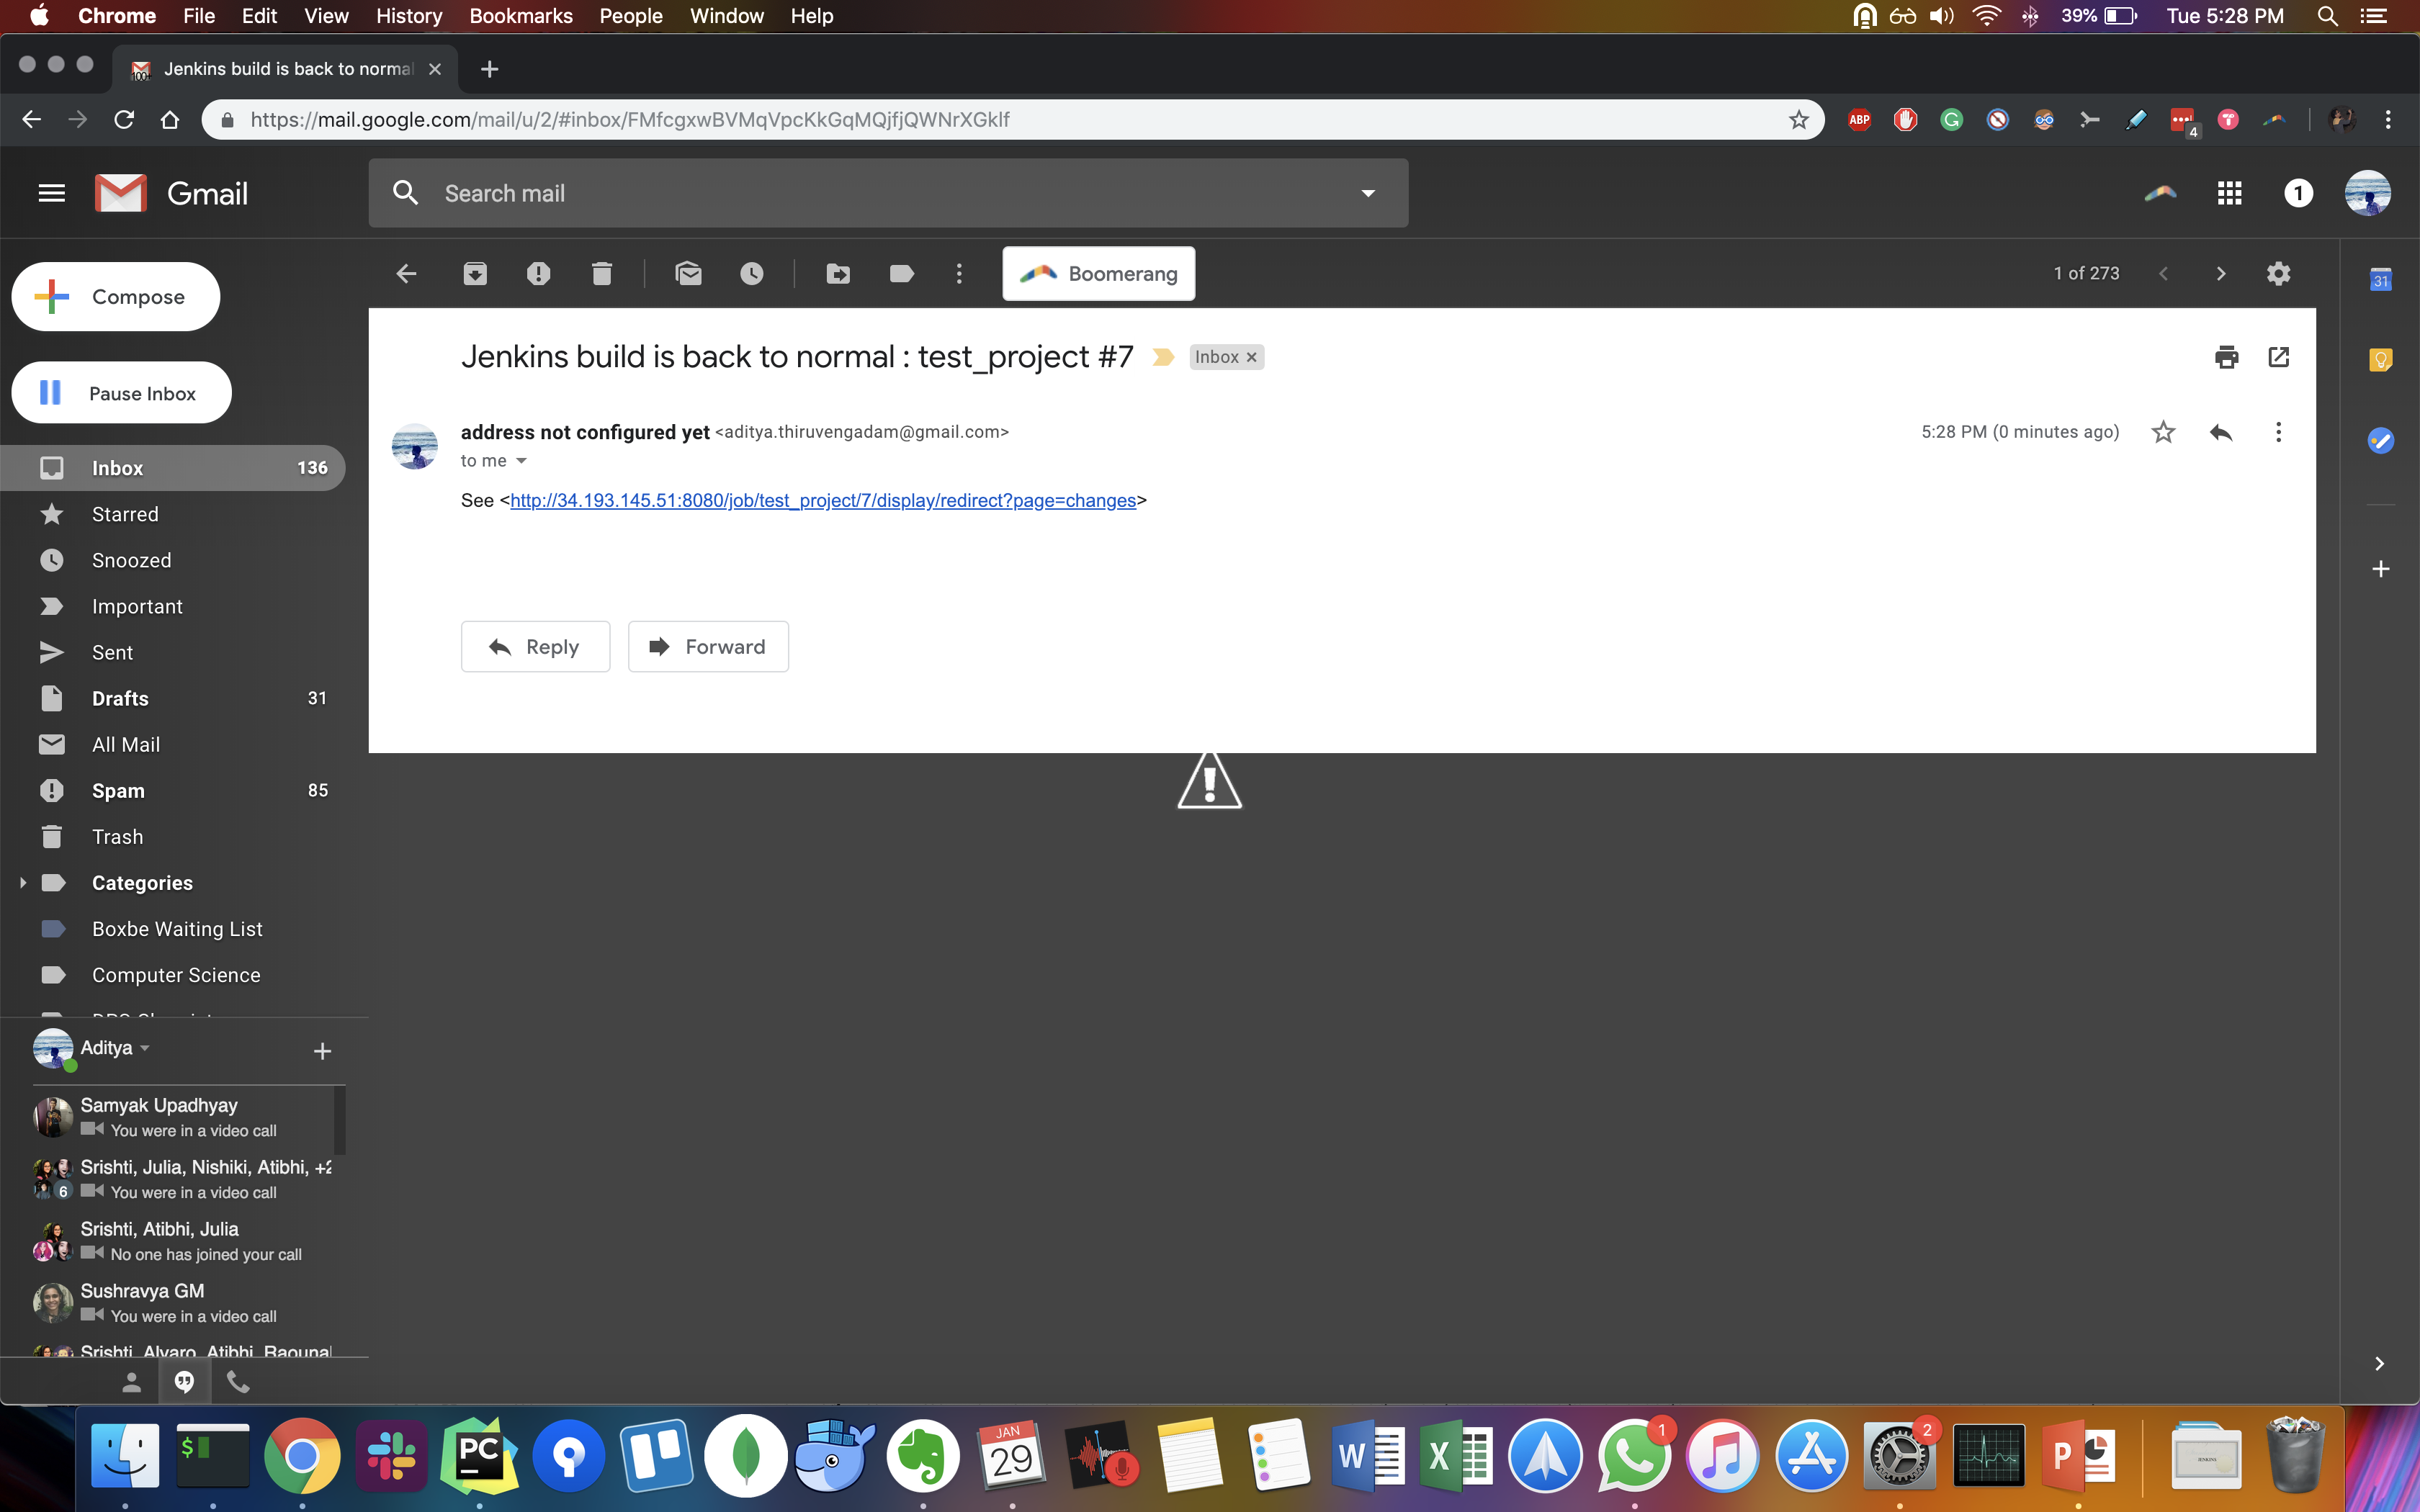 Chrome File Edit View History Bookmarks People Window Help 39% Tue 5:28 PM
Jenkins build is back to normal
https://mail.google.com/mail/u/2/#inbox/FMfcgxwBVMqVpcKkGqMQjfjQWNrXGklf ABP 4
Gmail Search mail 1
Compose Boomerang 1 of 273 31
Pause Inbox
Jenkins build is back to normal : test_project #7 Inbox ×
address not configured yet <aditya.thiruvengadam@gmail.com> 5:28 PM (0 minutes ago)
to me
See <http://34.193.145.51:8080/job/test_project/7/display/redirect?page=changes>
Reply Forward
Inbox 136
Starred
Snoozed
Important
Sent
Drafts 31
All Mail
Spam 85
Trash
Categories
Boxbe Waiting List
Computer Science
Aditya
Samyak Upadhyay
You were in a video call
Srishti, Julia, Nishiki, Atibhi, +2
6 You were in a video call
Srishti, Atibhi, Julia
No one has joined your call
Sushravya GM
You were in a video call
Srishti, Alvaro, Atibhi,
$ PC JAN 29 W X 1 2 P